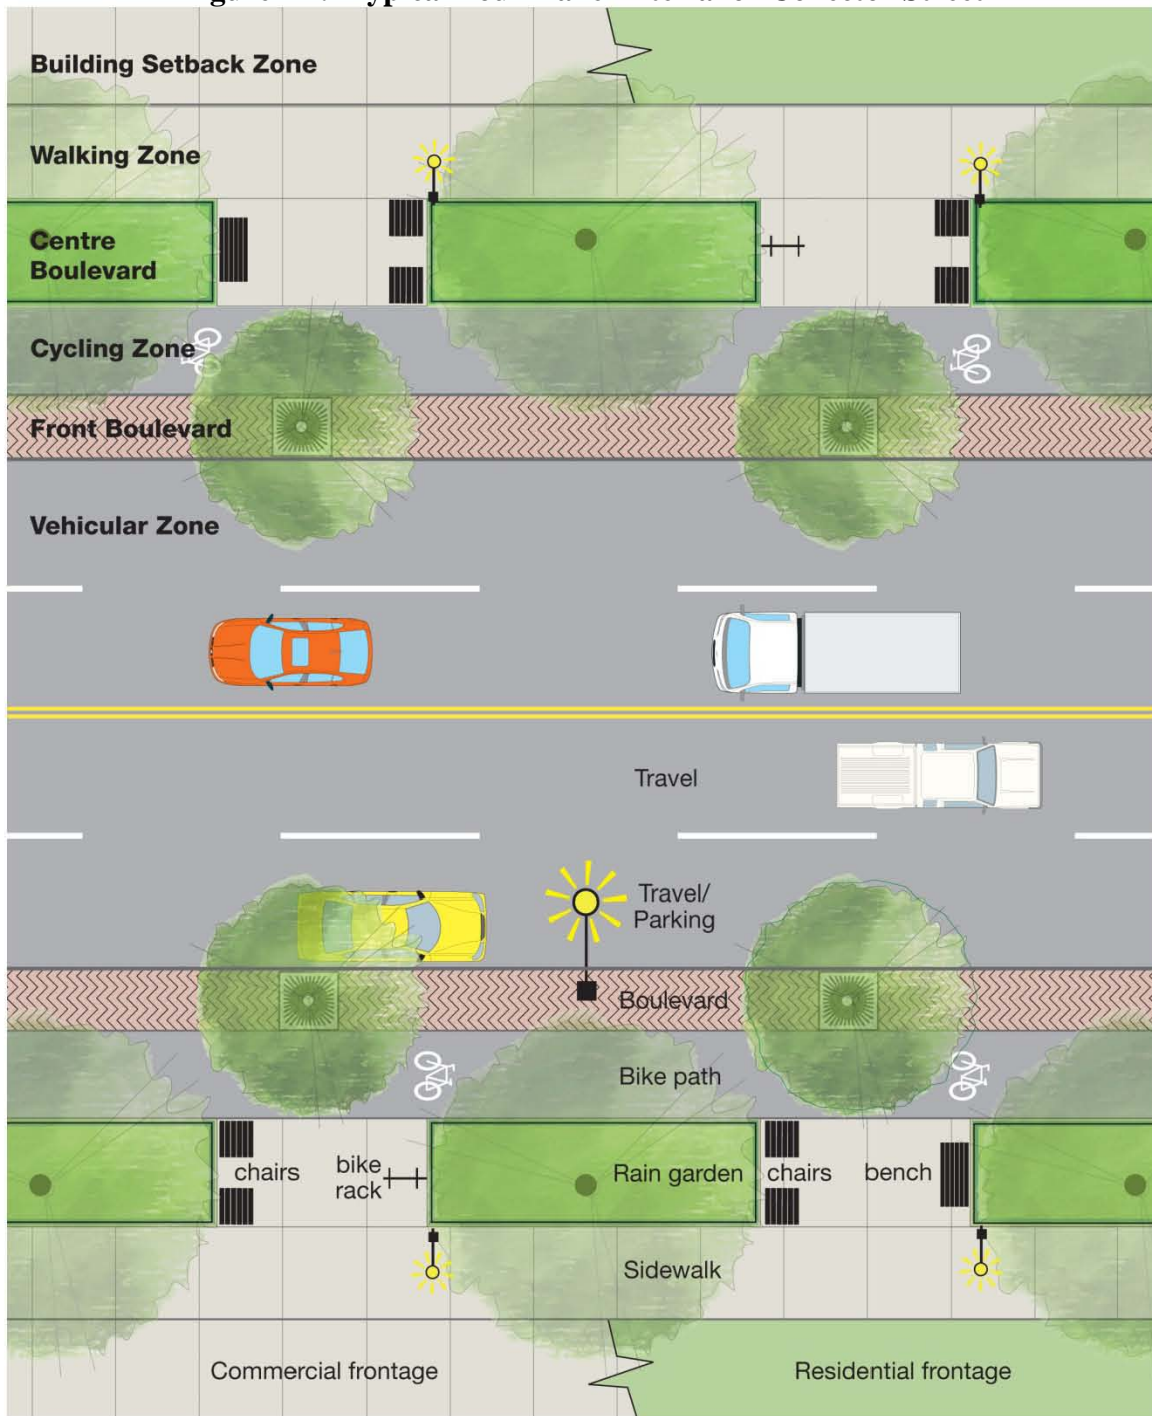 Building Setback Zone
Walking Zone
Centre
Boulevard
Cycling Zone
Front Boulevard
Vehicular Zone
Travel
Travel/
Parking
Boulevard
Bike path
chairs
bike
rack
Rain garden
chairs
bench
Sidewalk
Commercial frontage
Residential frontage